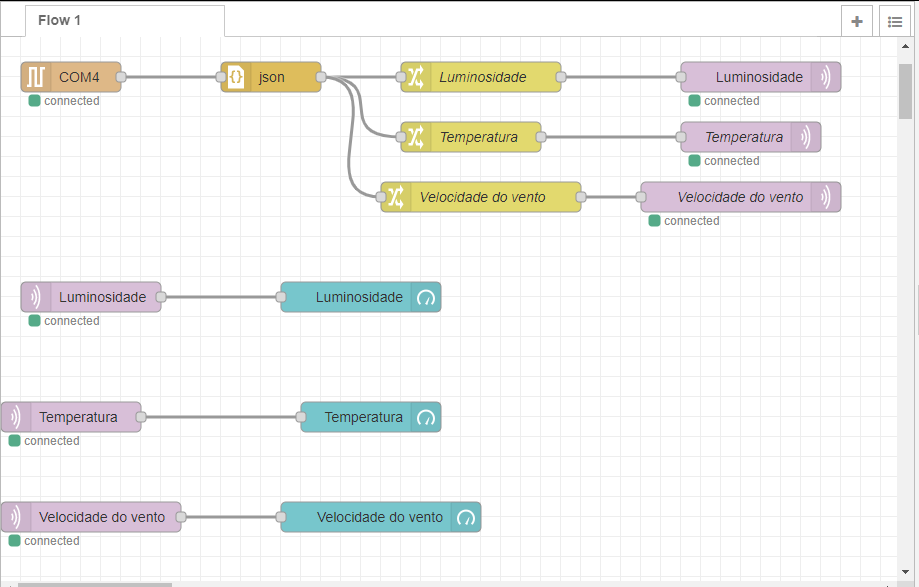 Flow 1
COM4
json
Luminosidade
Luminosidade
connected
connected
Temperatura
Temperatura
connected
Velocidade do vento
Velocidade do vento
connected
Luminosidade
Luminosidade
connected
Temperatura
Temperatura
connected
Velocidade do vento
Velocidade do vento
connected